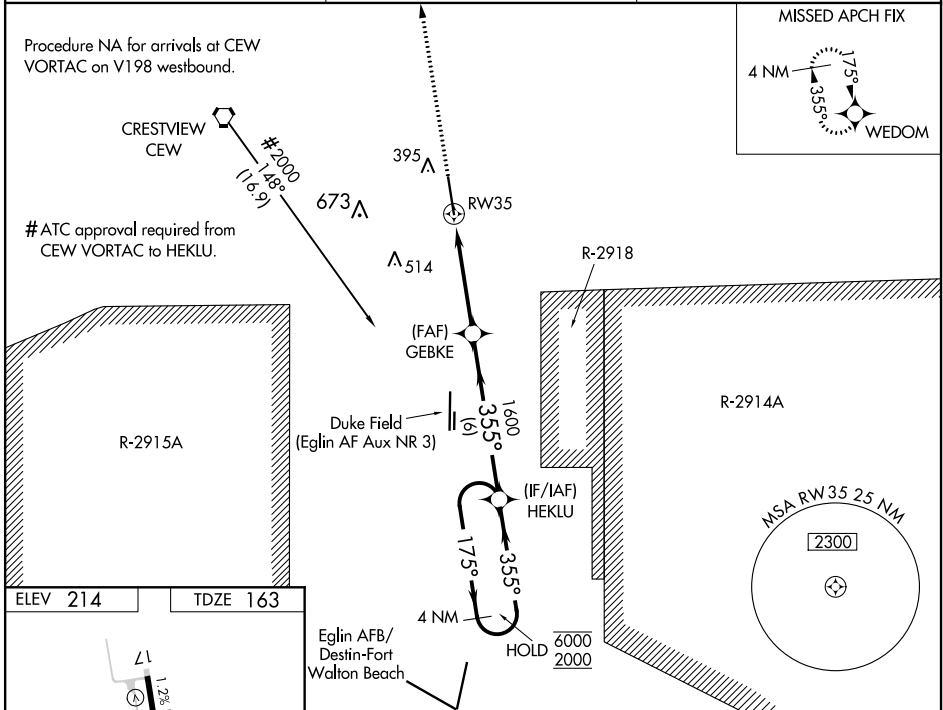 Procedure NA for arrivals at CEW
VORTAC on V198 westbound.
MISSED APCH FIX
4 NM
175°
355°
WEDOM
CRESTVIEW
CEW
#2000
148°
(16.9)
395
673
RW35
514
#ATC approval required from
CEW VORTAC to HEKLU.
R-2918
(FAF)
GEBKE
1600
355°
(6)
Duke Field
(Eglin AF Aux NR 3)
R-2915A
R-2914A
(IF/IAF)
HEKLU
175°
355°
4 NM
HOLD
6000
2000
MSA RW35 25 NM
2300
ELEV 214
TDZE 163
Eglin AFB/
Destin-Fort
Walton Beach
17
1.2%